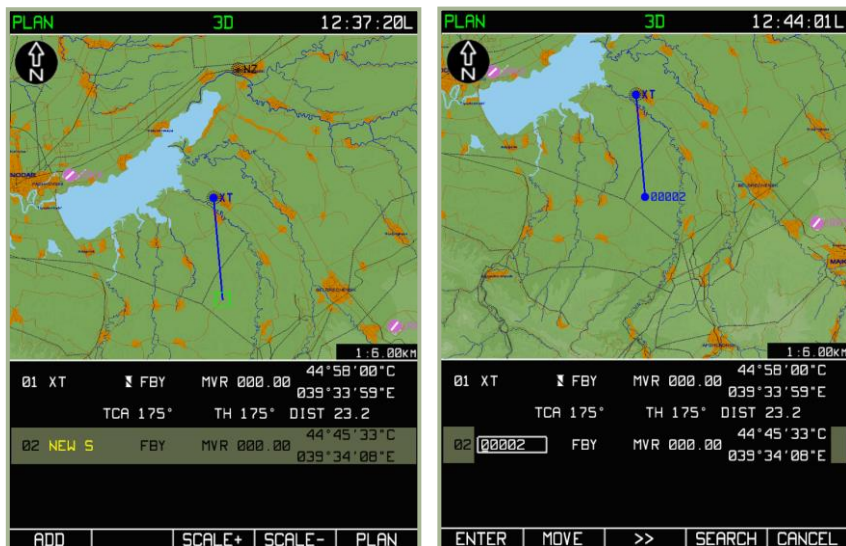 PLAN 3D 12:37:20L
NZ
XT
1:6.00KM
01 XT FBY MVR 000.00 44°58'00"C
039°33'59"E
TCA 175° TH 175° DIST 23.2
02 NEW S FBY MVR 000.00 44°45'33"C
039°34'08"E
ADD SCALE+ SCALE- PLAN
PLAN 3D 12:44:01L
N
XT
00002
1:6.00KM
01 XT FBY MVR 000.00 44°58'00"C
039°33'59"E
TCA 175° TH 175° DIST 23.2
02 00002 FBY MVR 000.00 44°45'33"C
039°34'08"E
ENTER MOVE >> SEARCH CANCEL